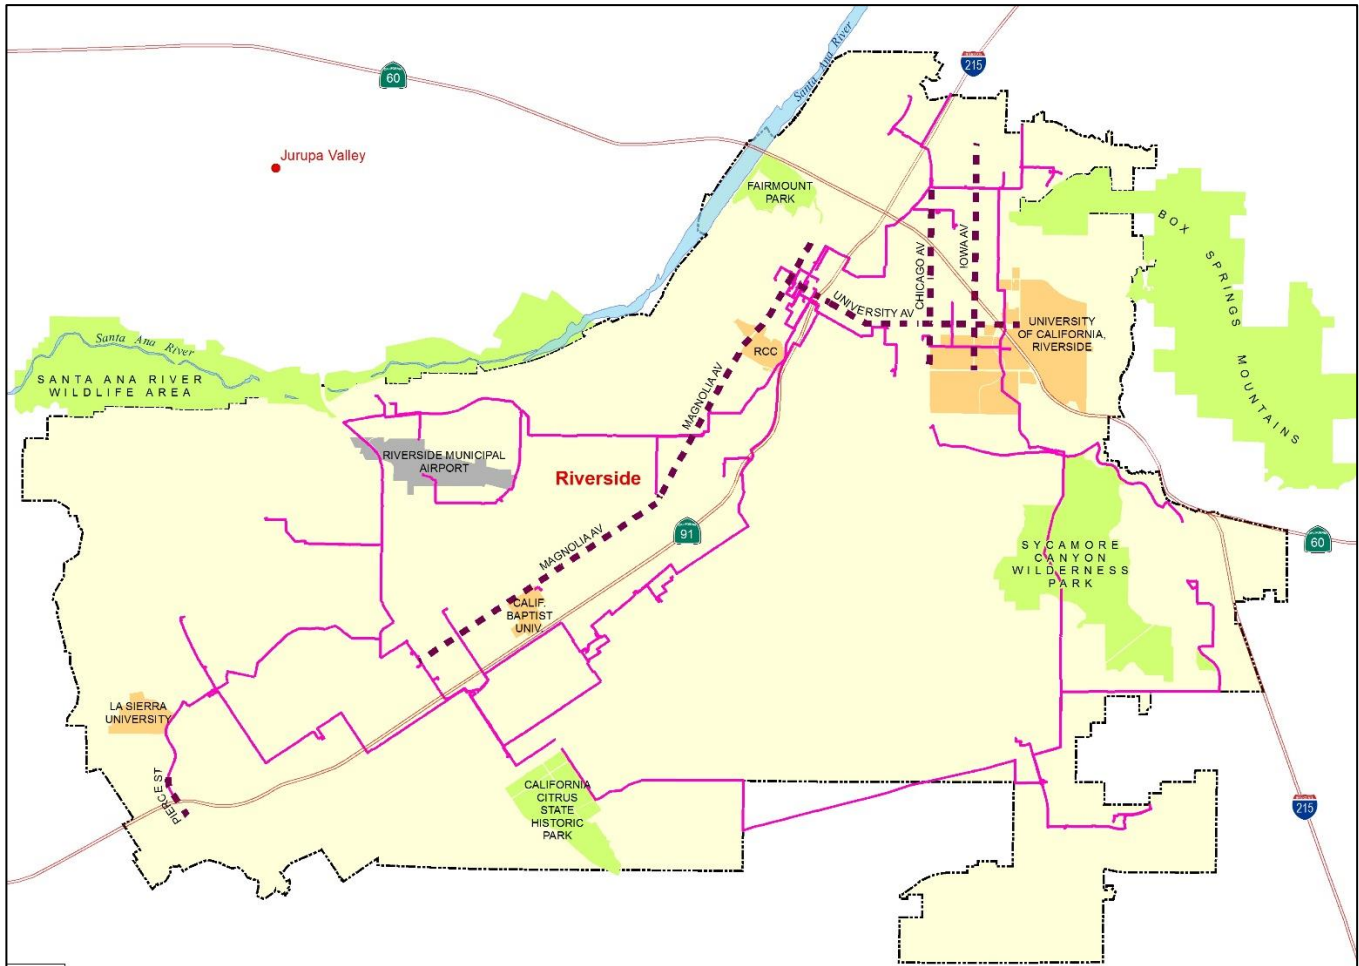 Santa Ana River
60
215
Jurupa Valley
FAIRMOUNT
PARK
BOX SPRINGS MOUNTAINS
CHICAGO AV
IOWA AV
UNIVERSITY AV
UNIVERSITY
OF CALIFORNIA,
RIVERSIDE
Santa Ana River
SANTA ANA RIVER
WILDLIFE AREA
RCC
MAGNOLIA AV
RIVERSIDE MUNICIPAL
AIRPORT
Riverside
91
MAGNOLIA AV
60
SYCAMORE
CANYON
WILDERNESS
PARK
CALIF.
BAPTIST
UNIV.
LA SIERRA
UNIVERSITY
PIERCE ST
CALIFORNIA
CITRUS
STATE
HISTORIC
PARK
215